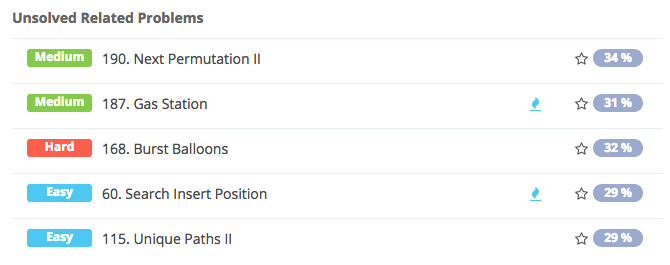 Unsolved Related Problems
Medium 190. Next Permutation II 34 %
Medium 187. Gas Station 31 %
Hard 168. Burst Balloons 32 %
Easy 60. Search Insert Position 29 %
Easy 115. Unique Paths II 29 %